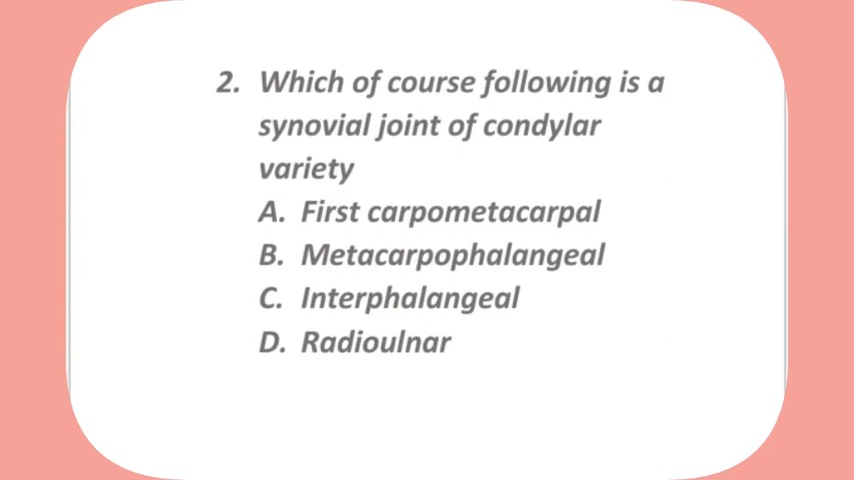 2. Which of course following is a
synovial joint of condylar
variety
A. First carpometacarpal
B. Metacarpophalangeal
C. Interphalangeal
D. Radioulnar